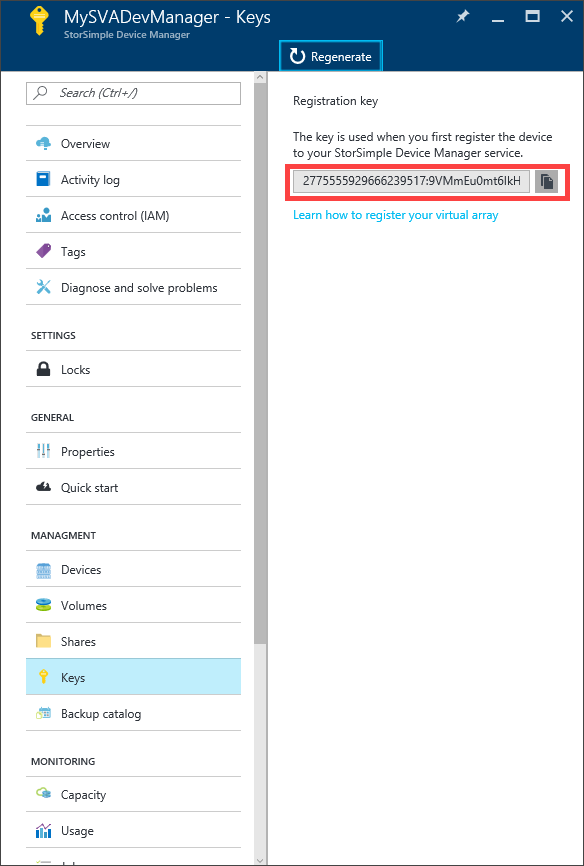 MySVADevManager - Keys
StorSimple Device Manager
Regenerate
Search (Ctrl+/)
Overview
Activity log
Access control (IAM)
Tags
Diagnose and solve problems
SETTINGS
Locks
GENERAL
Properties
Quick start
MANAGMENT
Devices
Volumes
Shares
Keys
Backup catalog
MONITORING
Capacity
Usage
Registration key
The key is used when you first register the device
to your StorSimple Device Manager service.
2775555929666239517:9VMmEu0mt6IkH
Learn how to register your virtual array